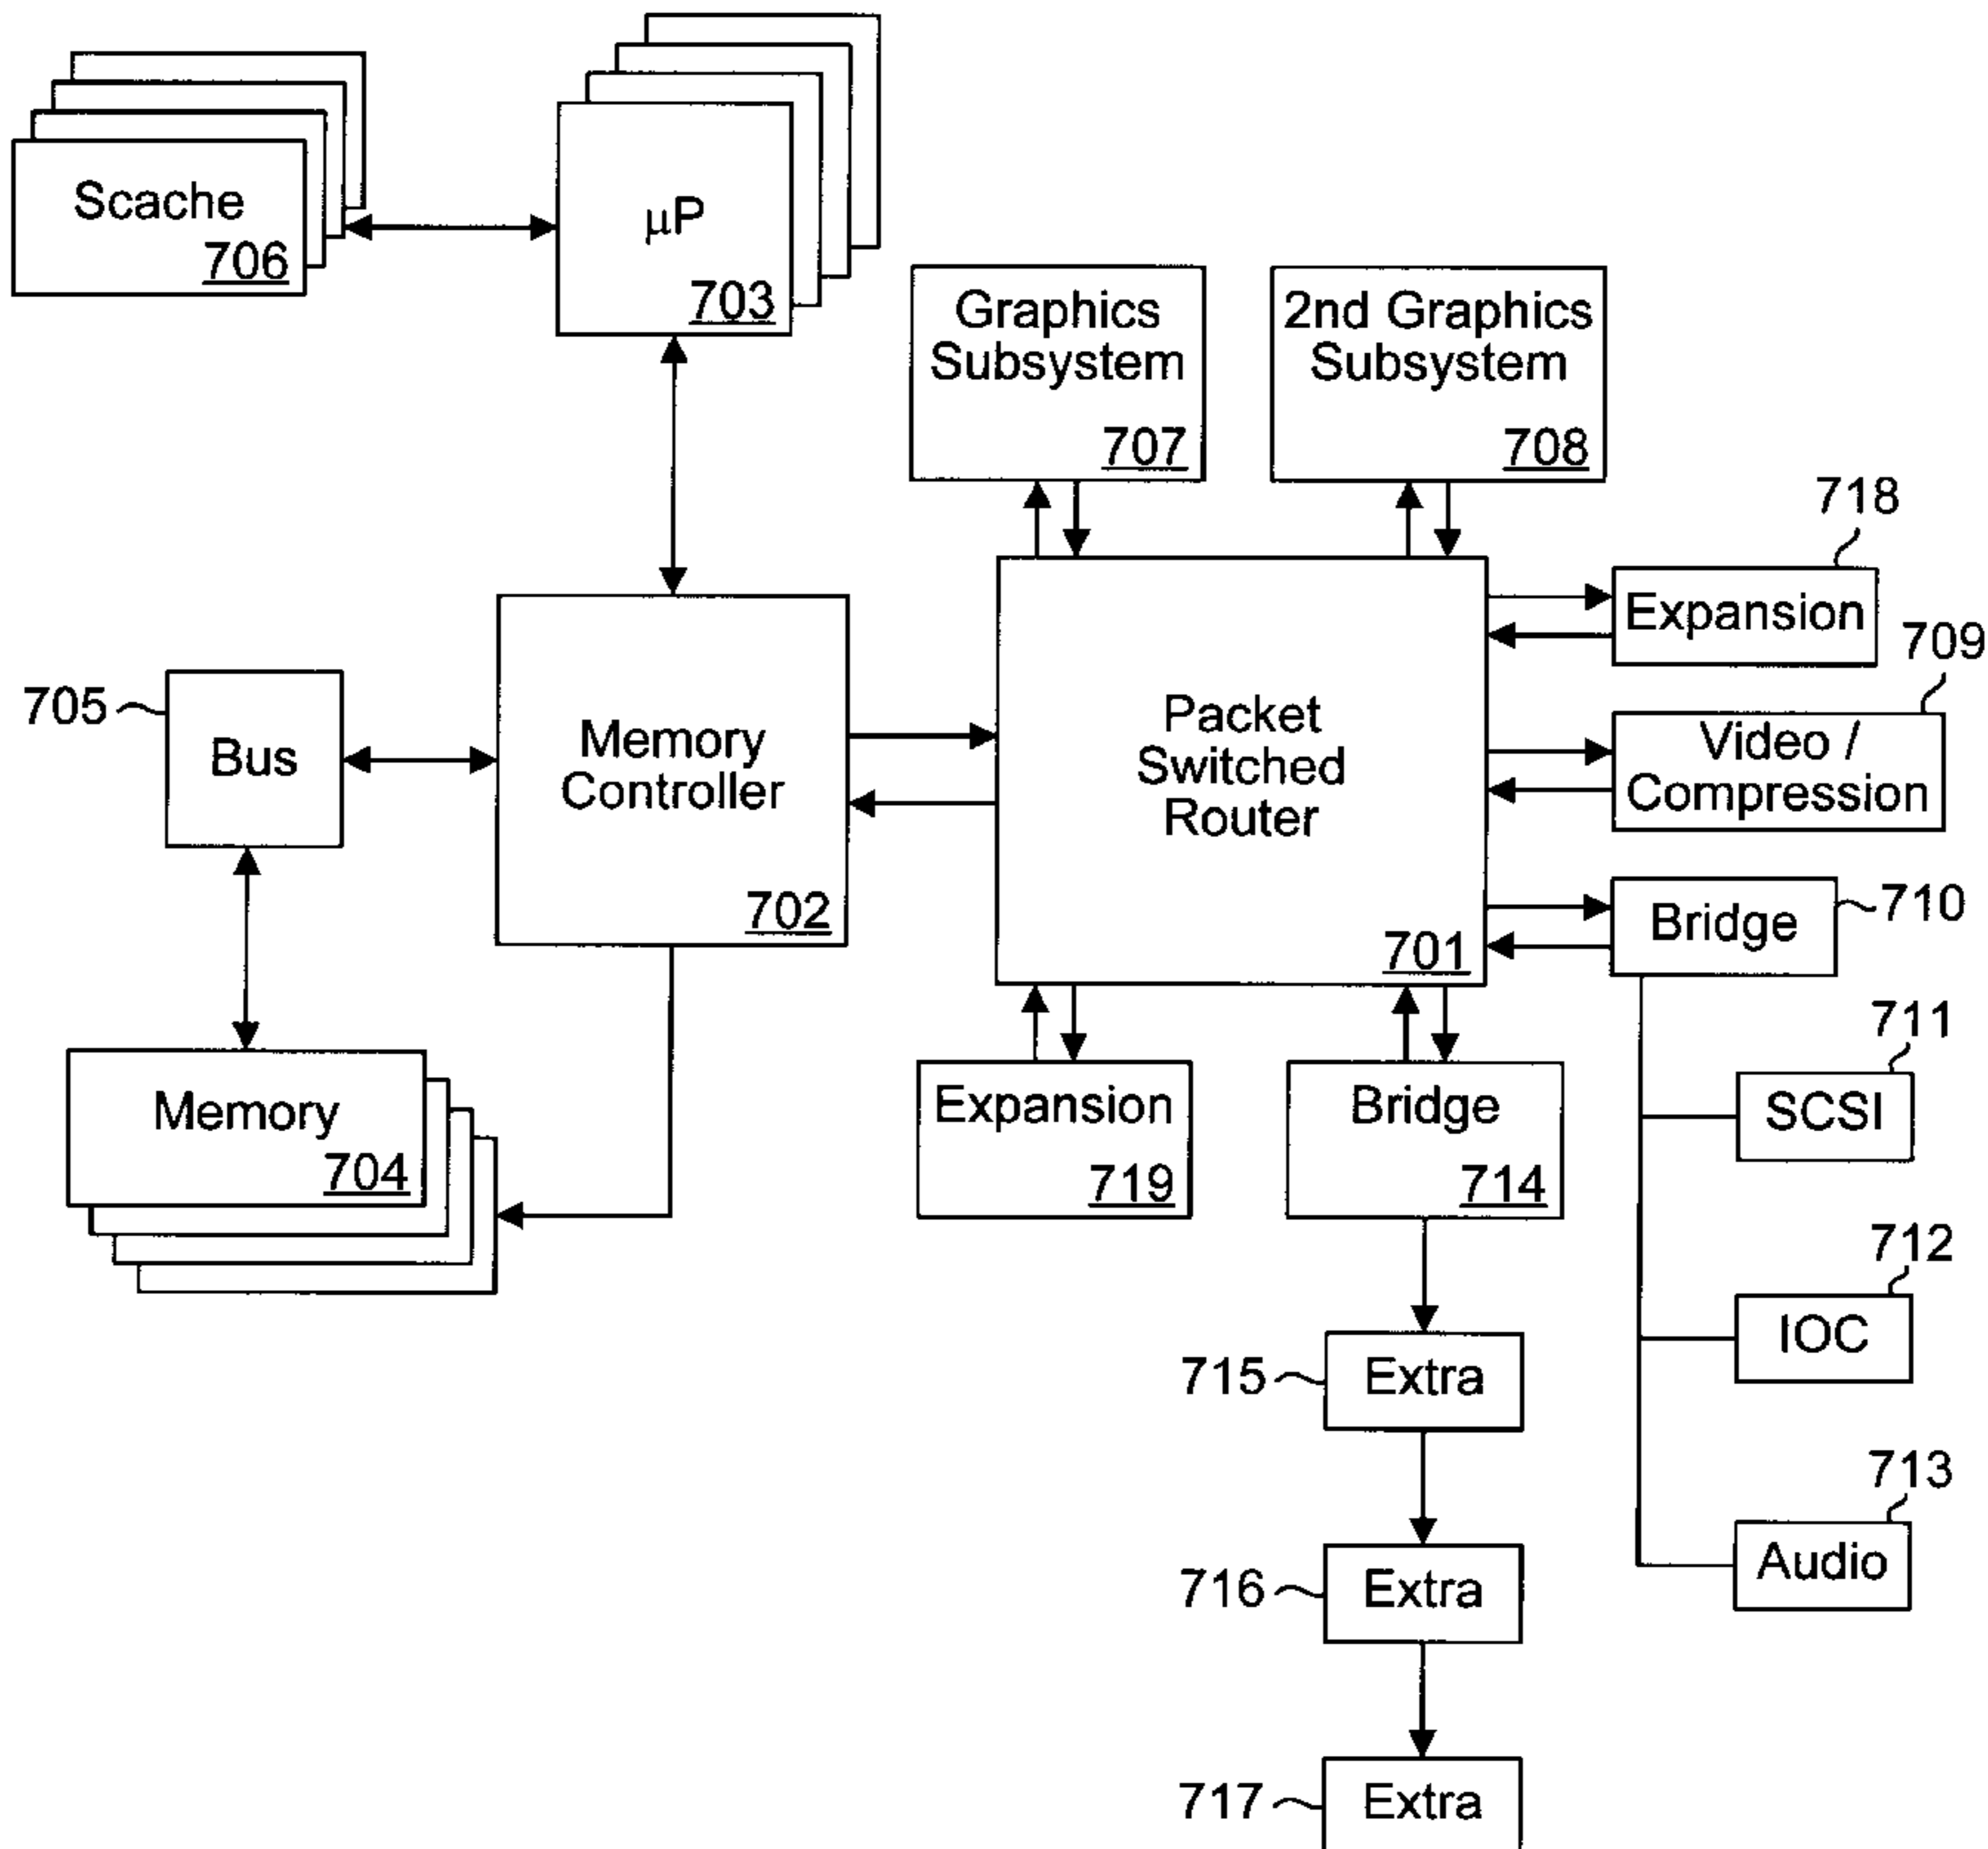 Scache
706
μP
703
Graphics
Subsystem
707
2nd Graphics
Subsystem
708
718
Expansion
709
Video /
Compression
705
Bus
Memory
Controller
702
Packet
Switched
Router
701
Bridge
710
711
SCSI
Memory
704
Expansion
719
Bridge
714
712
IOC
715
Extra
713
Audio
716
Extra
717
Extra